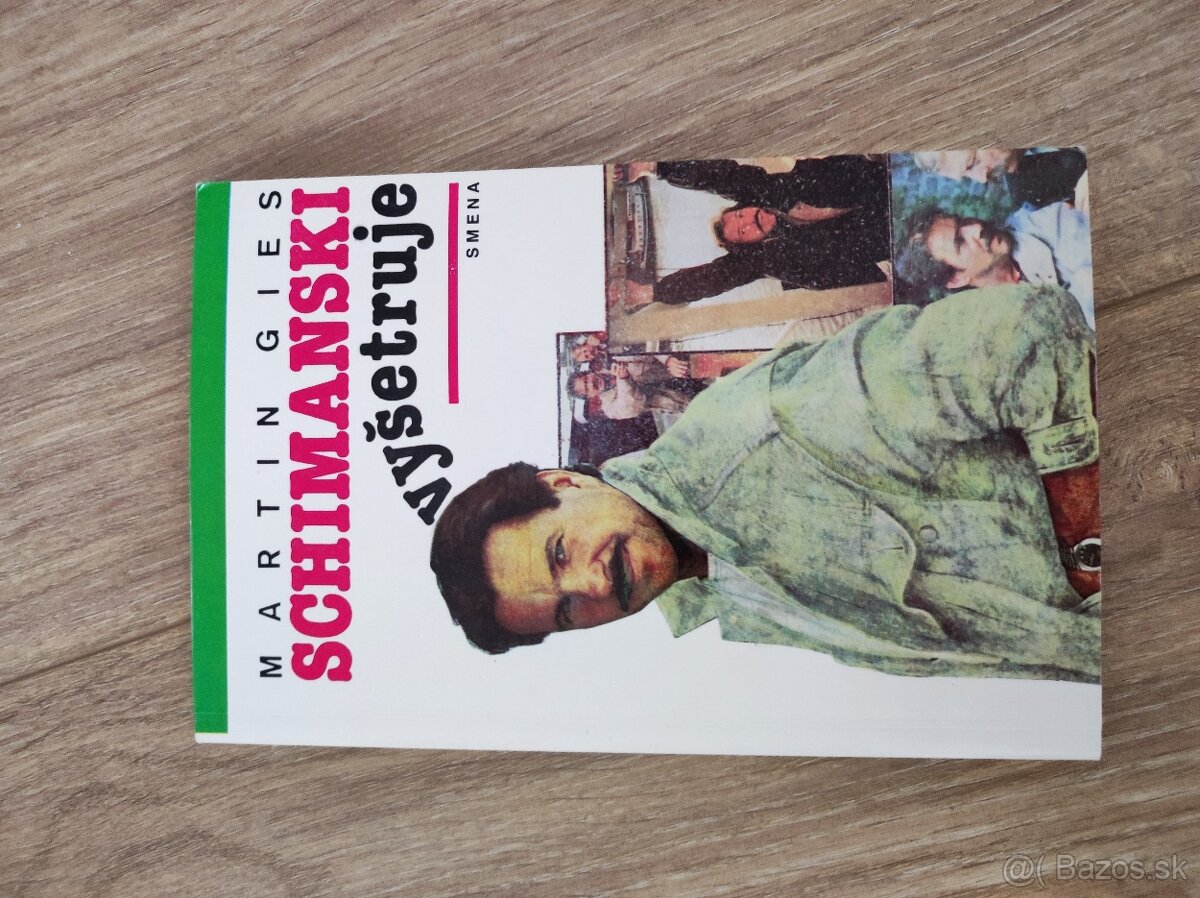 MARTIN GIES
SCHIMANSKI
vyšetruje
SMENA
@( Bazos.sk